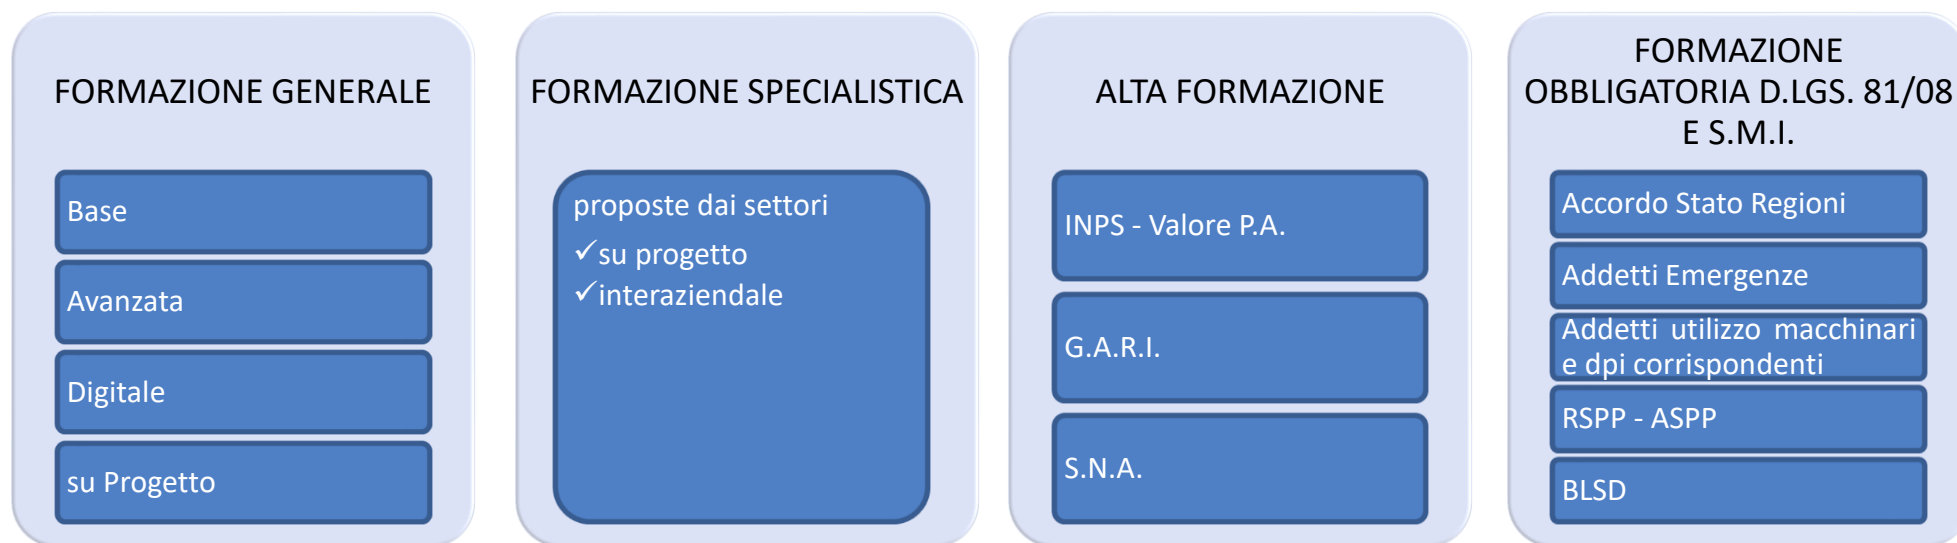 FORMAZIONE GENERALE
Base
Avanzata
Digitale
su Progetto
FORMAZIONE SPECIALISTICA
proposte dai settori
✓su progetto
✓interaziendale
ALTA FORMAZIONE
INPS - Valore P.A.
G.A.R.I.
S.N.A.
FORMAZIONE
OBBLIGATORIA D.LGS. 81/08
E S.M.I.
Accordo Stato Regioni
Addetti Emergenze
Addetti utilizzo macchinari
e dpi corrispondenti
RSPP - ASPP
BLSD